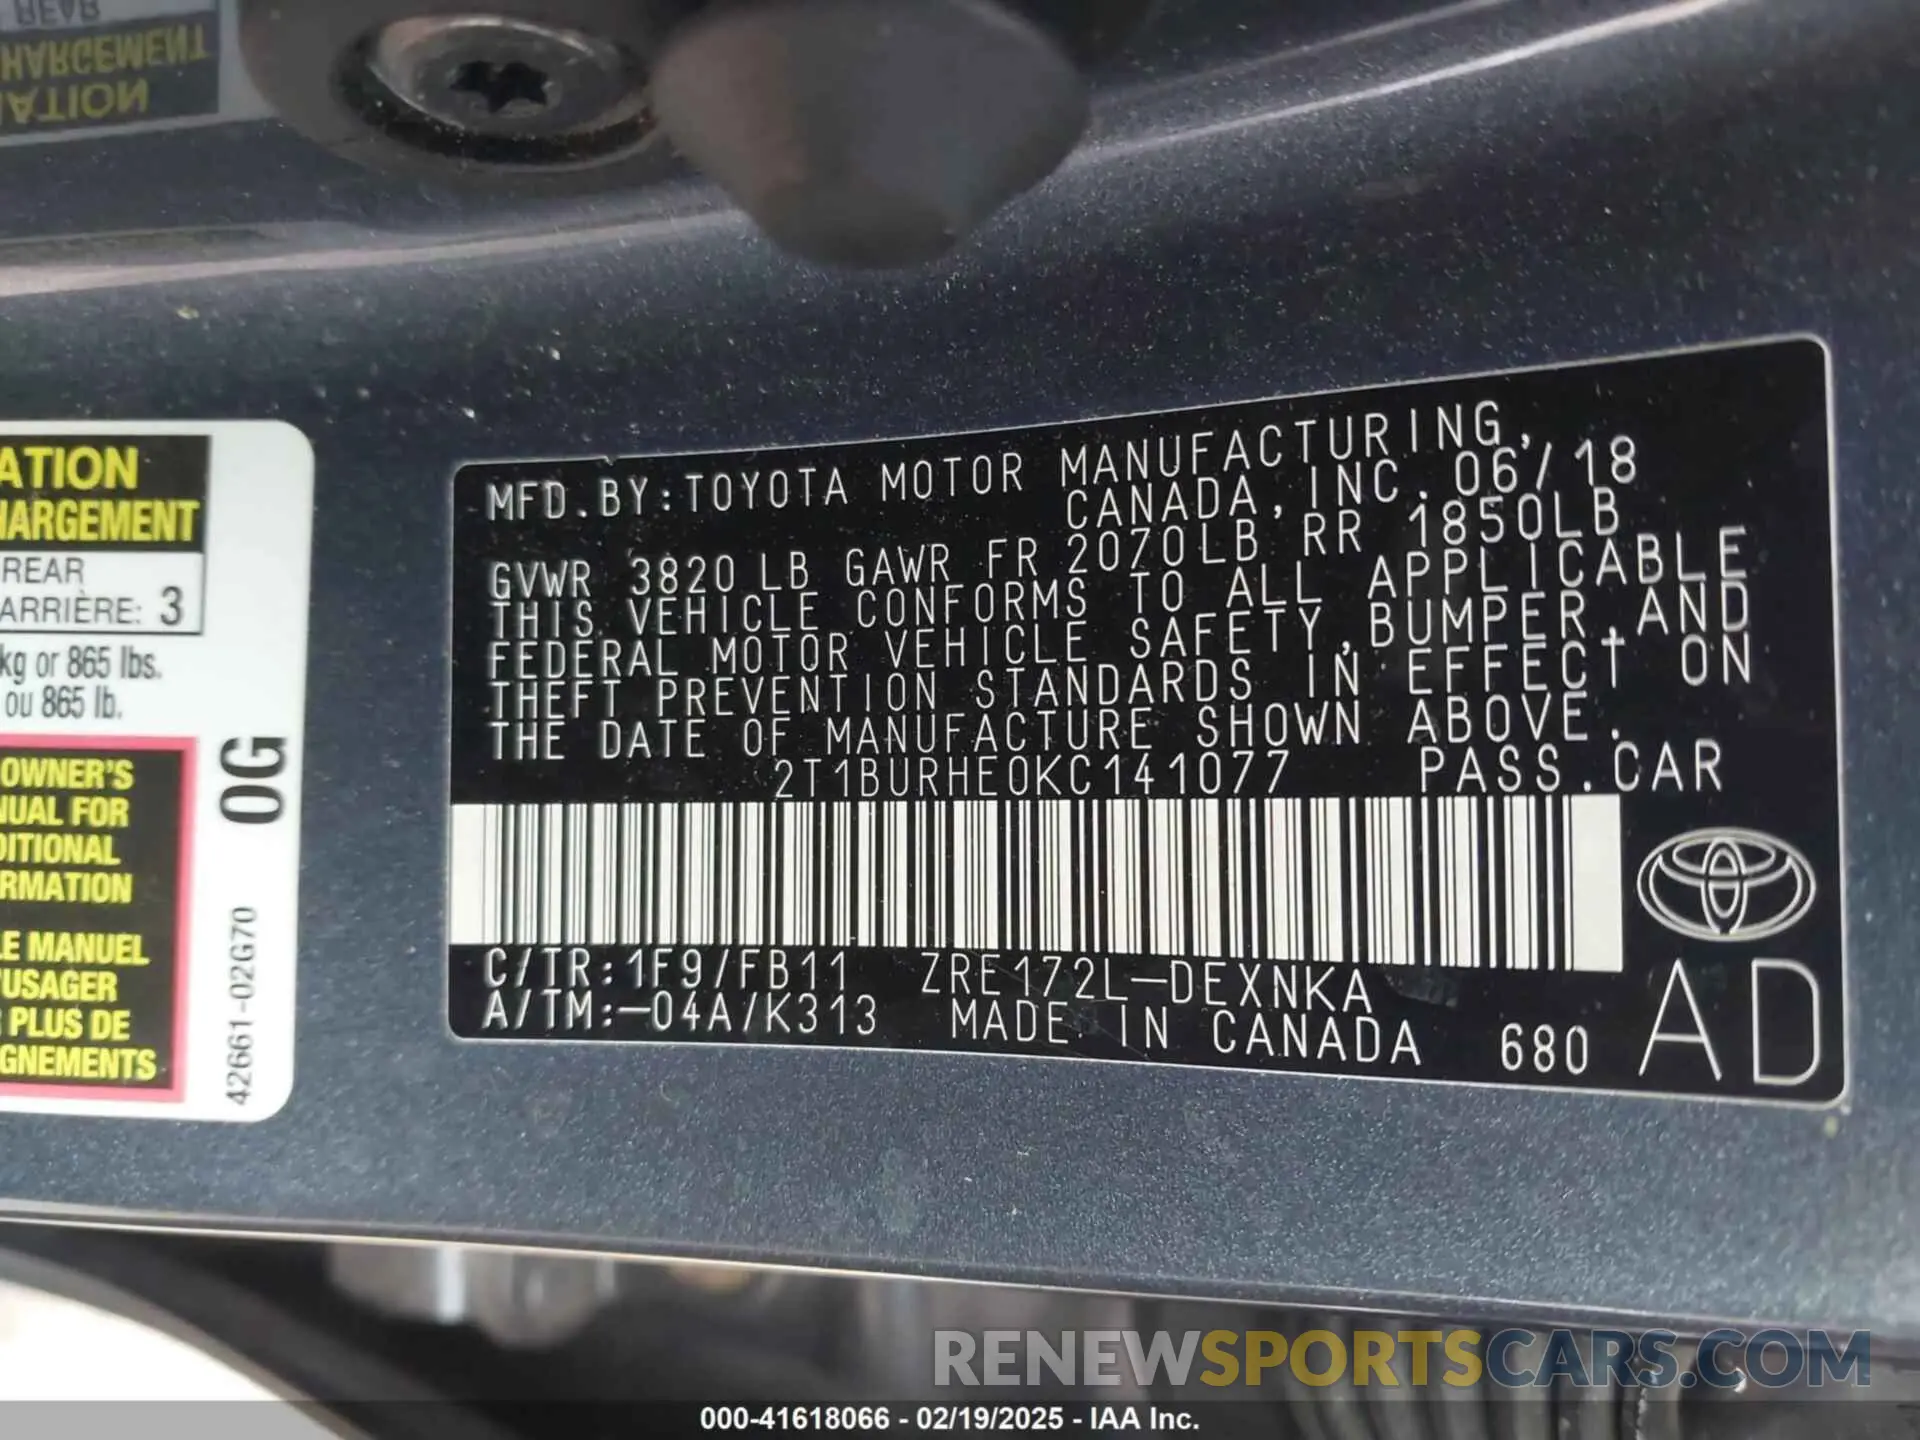 REAR
HARGEMENT
ATION
ATION
HARGEMENT
REAR
ARRIÈRE: 3
kg or 865 lbs.
ou 865 lb.
OWNER'S
NUAL FOR
DITIONAL
RMATION
LE MANUEL
'USAGER
R PLUS DE
GNEMENTS
0G
42661-02G70
MFD.BY:TOYOTA MOTOR MANUFACTURING,
CANADA,INC. 06/18
GVWR 3820LB GAWR FR 2070LB RR 1850LB
THIS VEHICLE CONFORMS TO ALL APPLICABLE
FEDERAL MOTOR VEHICLE SAFETY,BUMPER,AND
THEFT PREVENTION STANDARDS IN EFFECT ON
THE DATE OF MANUFACTURE SHOWN ABOVE.
2T1BURHE0KC141077 PASS.CAR
C/TR:1F9/FB11 ZRE172L-DEXNKA
A/TM:-04A/K313 MADE IN CANADA 680
AD
RENEWSPORTSCARS.COM
000-41618066 - 02/19/2025 - IAA Inc.